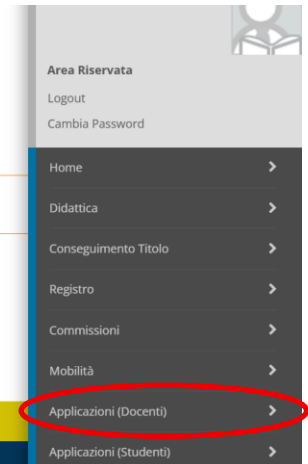 Area Riservata
Logout
Cambia Password
Home
Didattica
Conseguimento Titolo
Registro
Commissioni
Mobilità
Applicazioni (Docenti)
Applicazioni (Studenti)